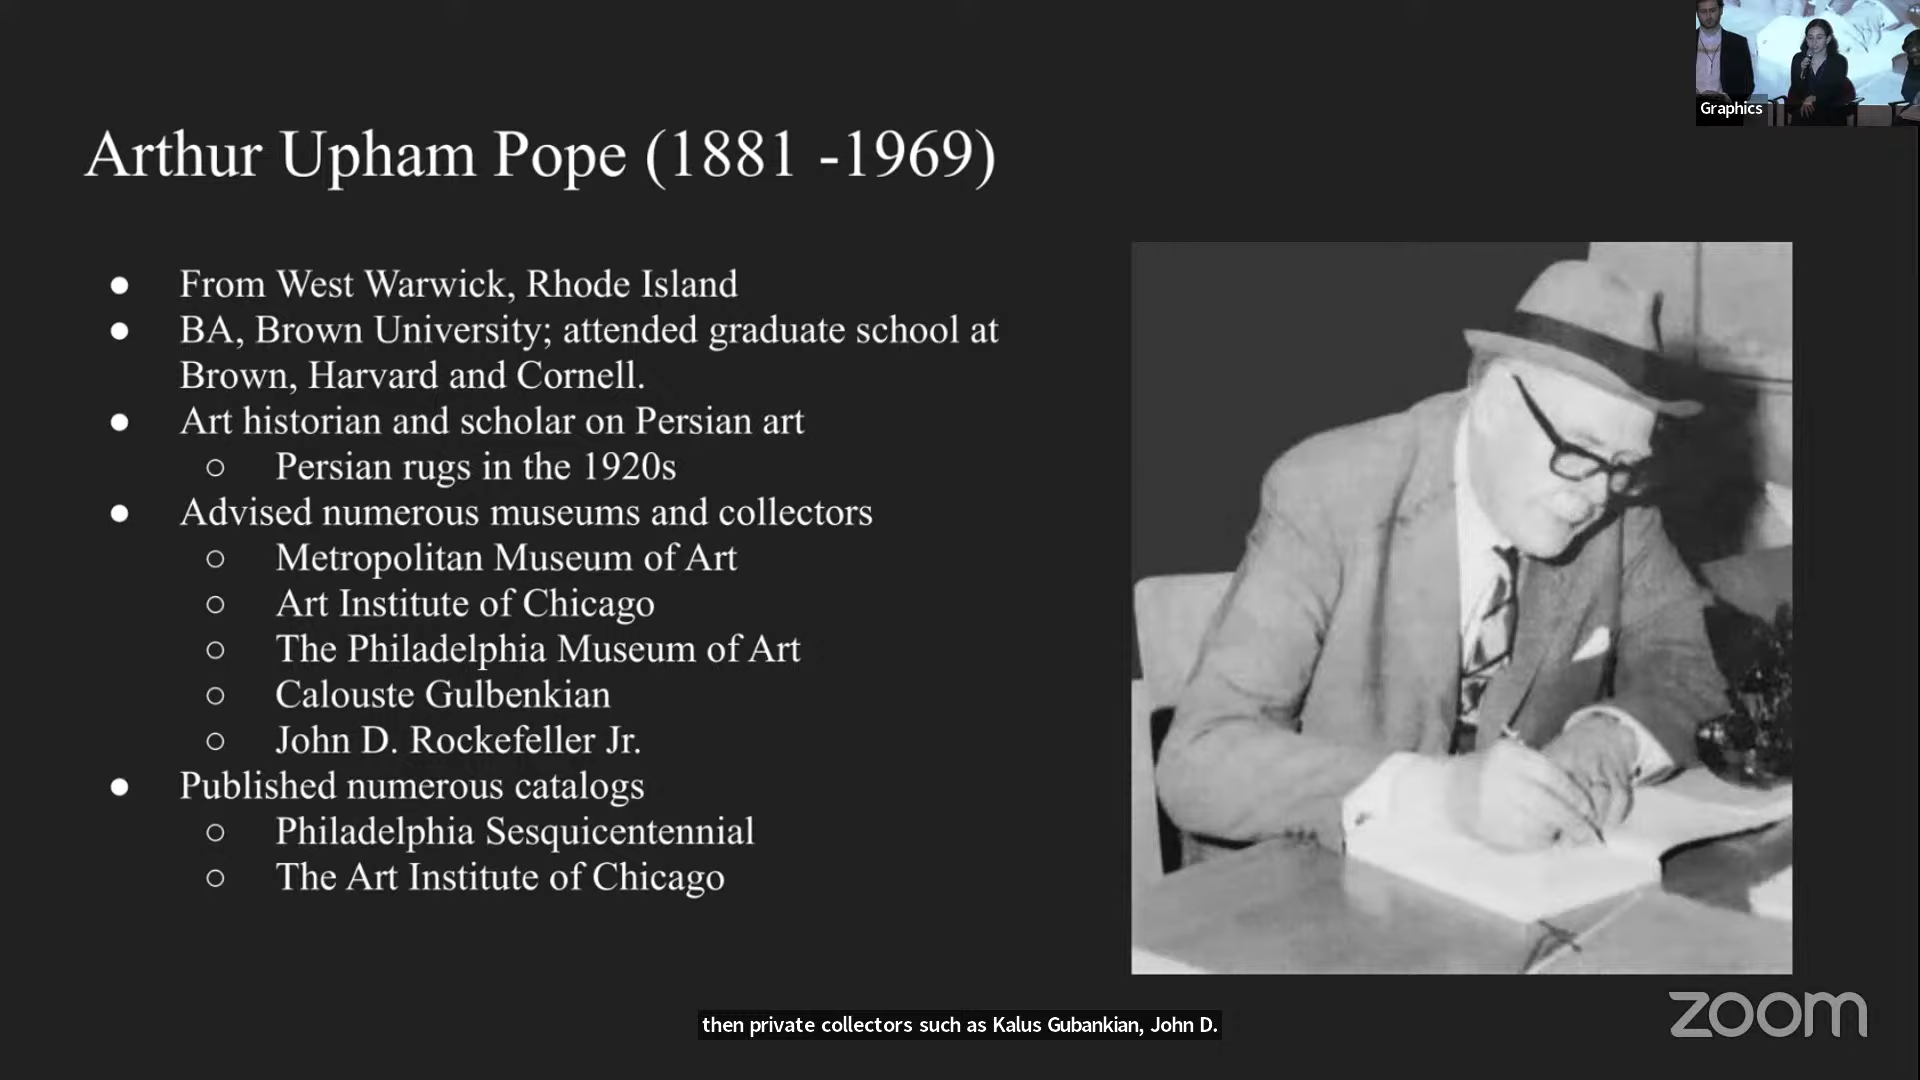 Graphics
Arthur Upham Pope (1881 -1969)
● From West Warwick, Rhode Island
● BA, Brown University; attended graduate school at
Brown, Harvard and Cornell.
● Art historian and scholar on Persian art
○ Persian rugs in the 1920s
● Advised numerous museums and collectors
○ Metropolitan Museum of Art
○ Art Institute of Chicago
○ The Philadelphia Museum of Art
○ Calouste Gulbenkian
○ John D. Rockefeller Jr.
● Published numerous catalogs
○ Philadelphia Sesquicentennial
○ The Art Institute of Chicago
then private collectors such as Kalus Gubankian, John D.
zoom